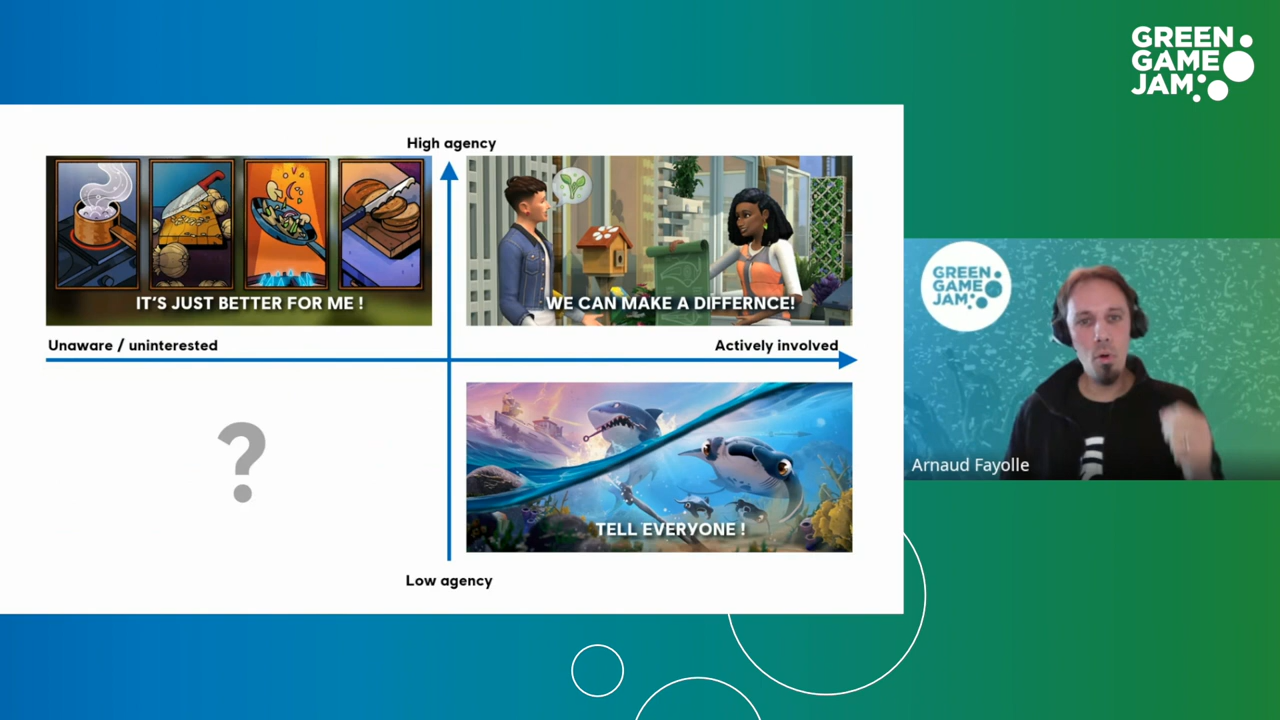 GREEN
GAME
JAM
High agency
IT'S JUST BETTER FOR ME !
WE CAN MAKE A DIFFERNCE!
Unaware / uninterested
Actively involved
TELL EVERYONE !
Low agency
GREEN
GAME
JAM
Arnaud Fayolle